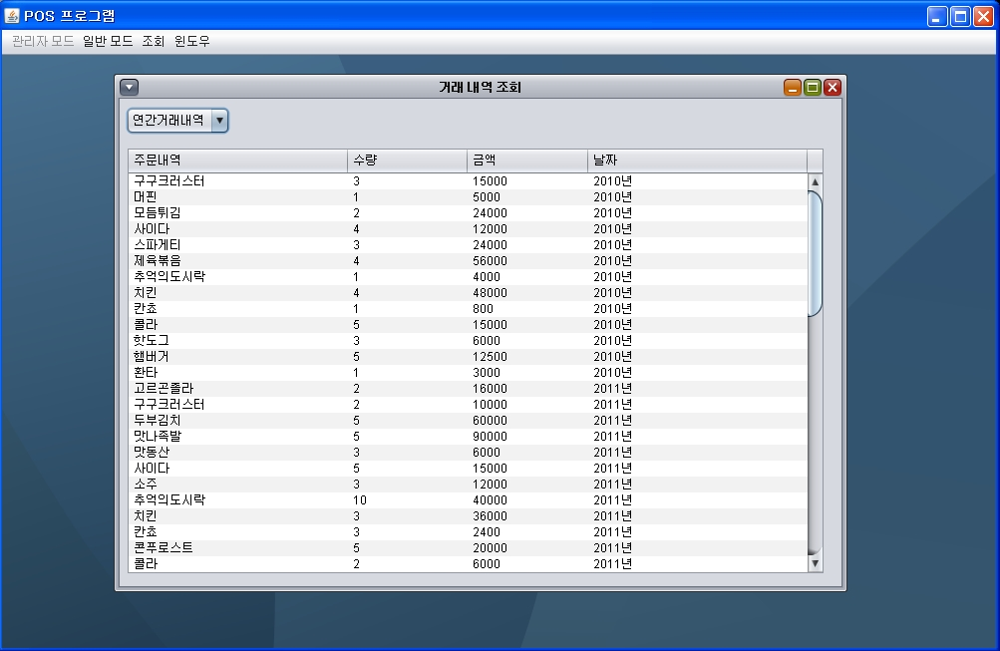 POS 프로그램
관리자 모드 일반 모드 조회 윈도우
거래 내역 조회
연간거래내역
주문내역 수량 금액 날짜
구구크러스터 3 15000 2010년
머핀 1 5000 2010년
모듬튀김 2 24000 2010년
사이다 4 12000 2010년
스파게티 3 24000 2010년
제육볶음 4 56000 2010년
추억의도시락 1 4000 2010년
치킨 4 48000 2010년
칸쵸 1 800 2010년
콜라 5 15000 2010년
핫도그 3 6000 2010년
햄버거 5 12500 2010년
환타 1 3000 2010년
고르곤졸라 2 16000 2011년
구구크러스터 2 10000 2011년
두부김치 5 60000 2011년
맛나족발 5 90000 2011년
맛동산 3 6000 2011년
사이다 5 15000 2011년
소주 3 12000 2011년
추억의도시락 10 40000 2011년
치킨 3 36000 2011년
칸쵸 3 2400 2011년
콘푸로스트 5 20000 2011년
콜라 2 6000 2011년